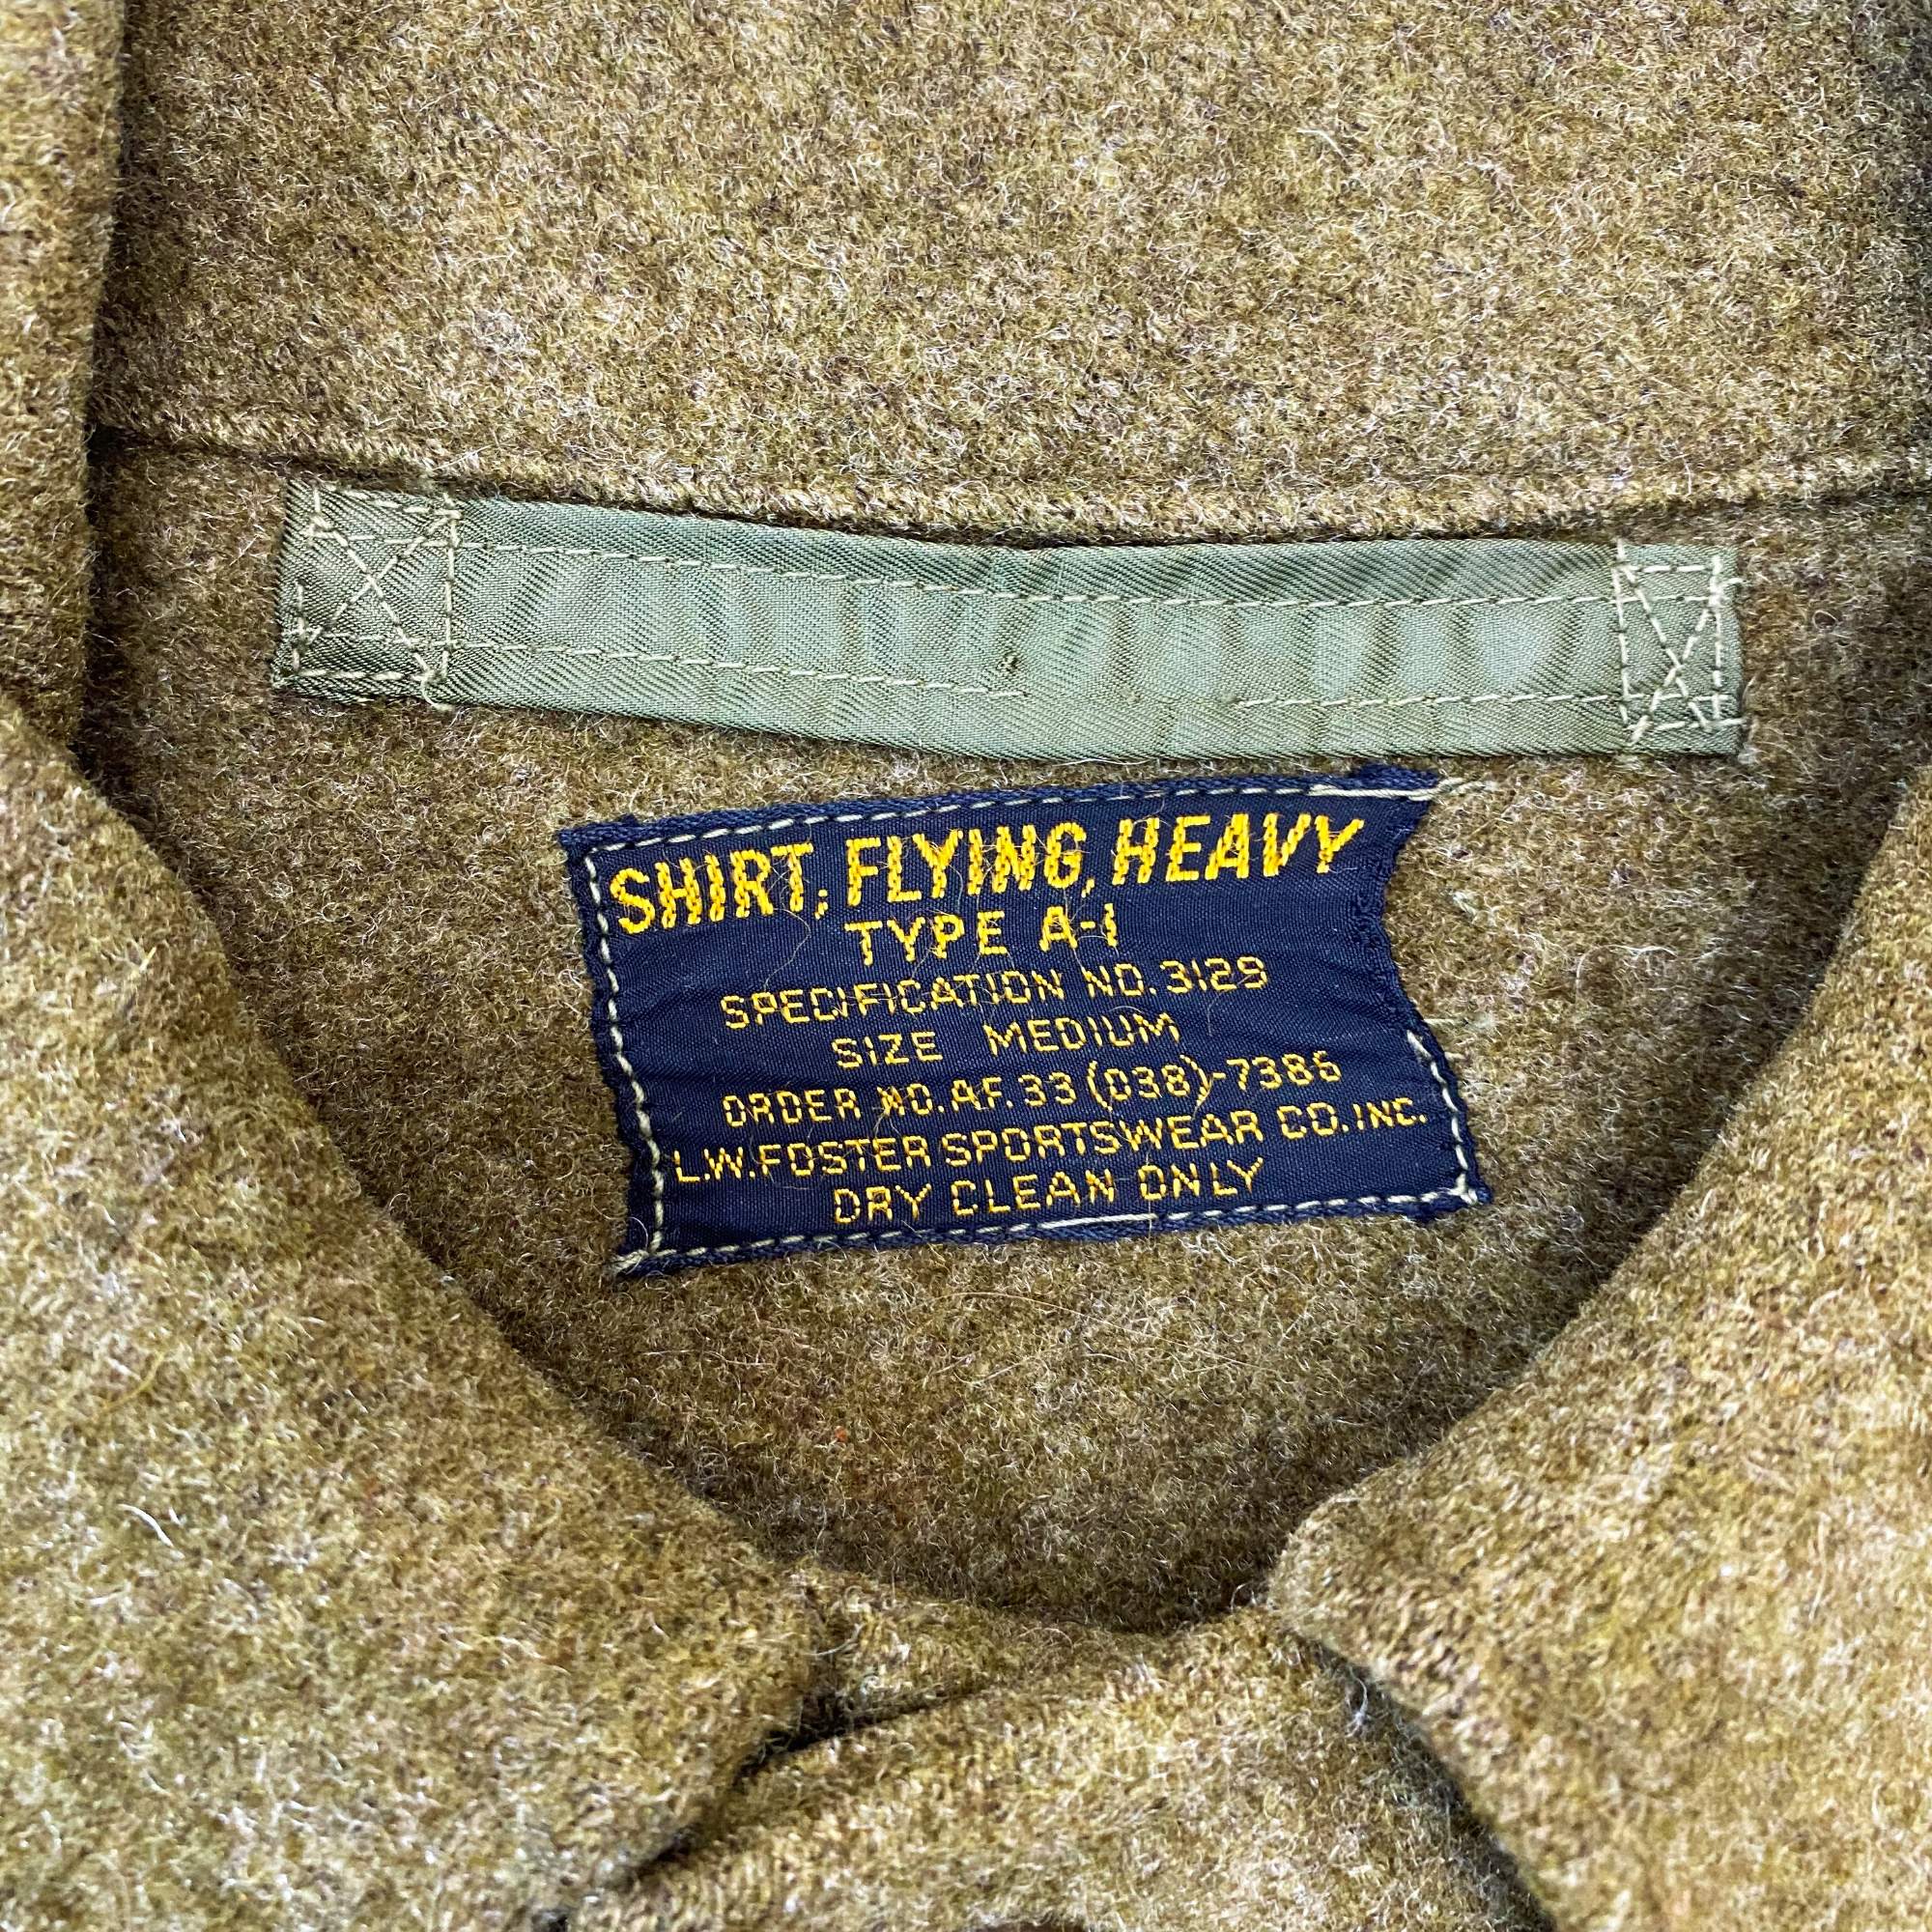 SHIRT, FLYING, HEAVY
TYPE A-1
SPECIFICATION NO. 3129
SIZE MEDIUM
ORDER NO. AF. 33 (038)-7386
L.W. FOSTER SPORTSWEAR CO. INC.
DRY CLEAN ONLY